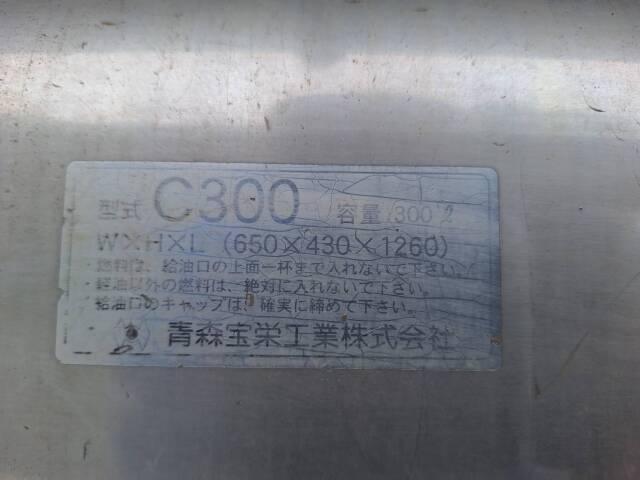 型式 C300 容量/300ℓ
W×H×L (650×430×1260)
・燃料は、給油口の上面一杯まで入れないで下さい。
・軽油以外の燃料は、絶対に入れないで下さい。
・給油口のキャップは、確実に締めて下さい。
青森宝栄工業株式会社